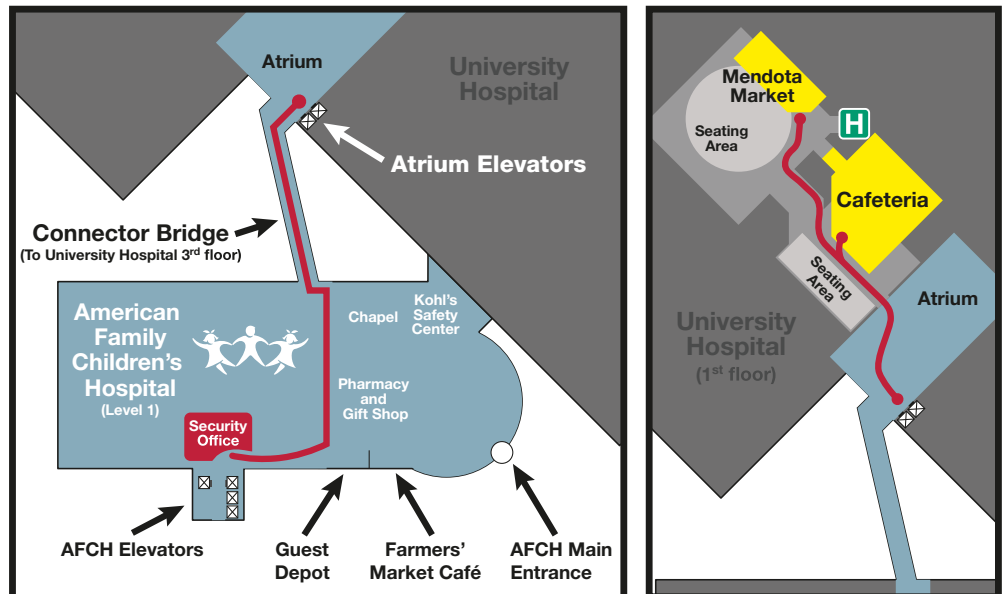 Atrium
University
Hospital
Atrium Elevators
Connector Bridge
(To University Hospital 3rd floor)
American
Family
Children's
Hospital
(Level 1)
Chapel
Kohl's
Safety
Center
Pharmacy
and
Gift Shop
Security
Office
AFCH Elevators
Guest
Depot
Farmers'
Market Café
AFCH Main
Entrance
Mendota
Market
H
Seating
Area
Cafeteria
Seating
Area
Atrium
University
Hospital
(1st floor)